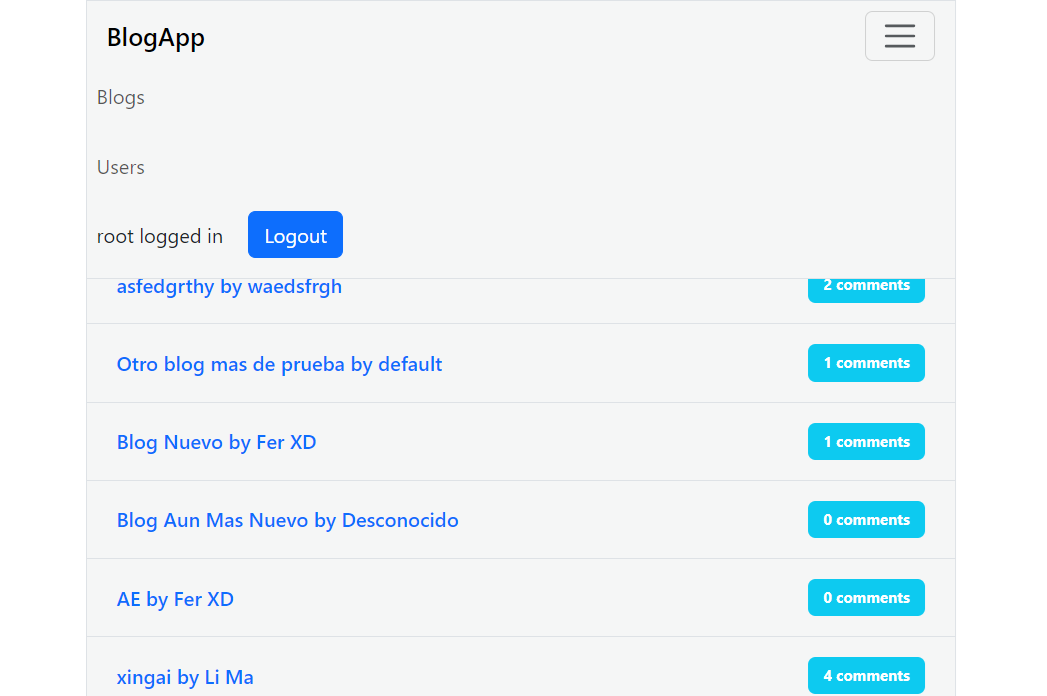 BlogApp
Blogs
Users
root logged in Logout
asfedgrthy by waedsfrgh 2 comments
Otro blog mas de prueba by default 1 comments
Blog Nuevo by Fer XD 1 comments
Blog Aun Mas Nuevo by Desconocido 0 comments
AE by Fer XD 0 comments
xingai by Li Ma 4 comments